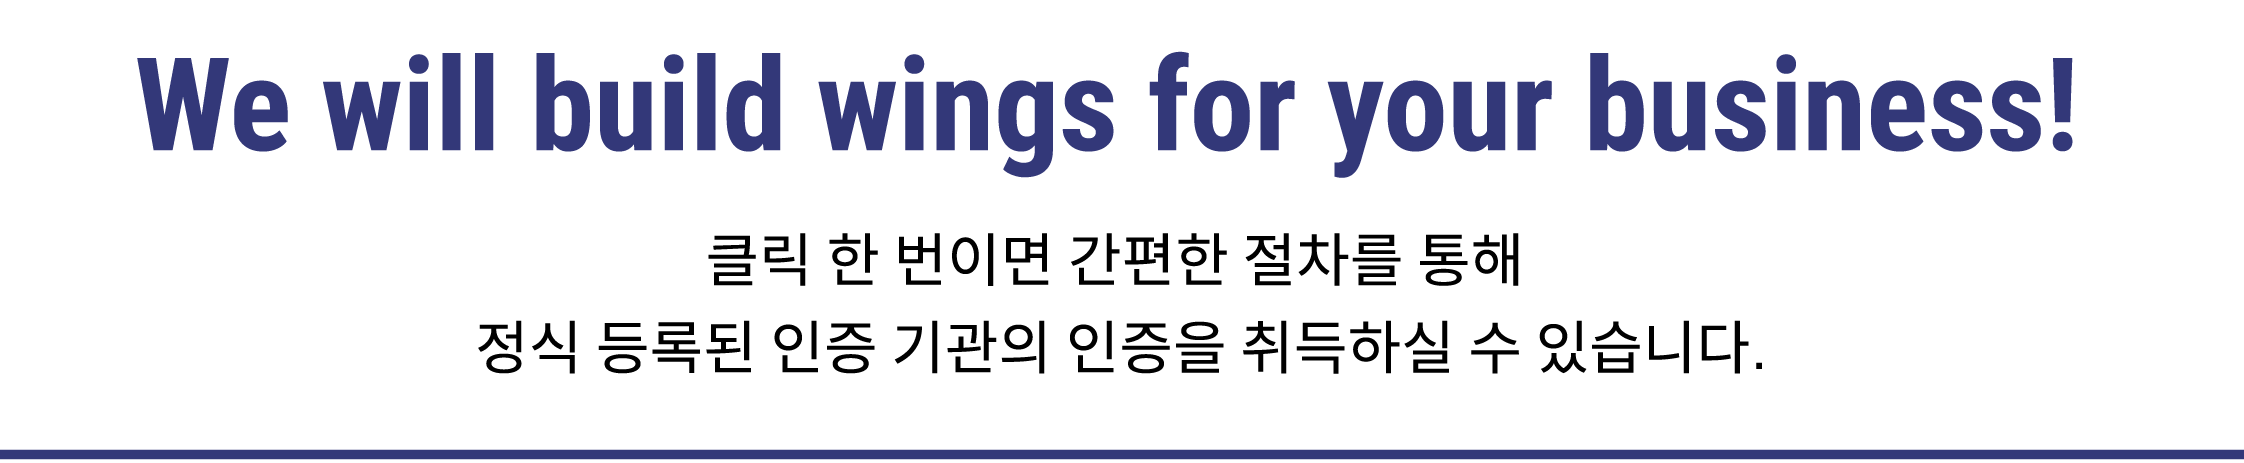 We will build wings for your business!
클릭 한 번이면 간편한 절차를 통해
정식 등록된 인증 기관의 인증을 취득하실 수 있습니다.